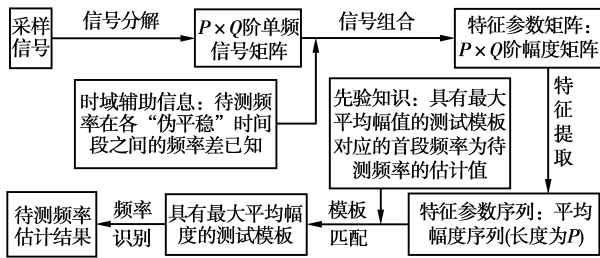 采样
信号
信号分解
P×Q阶单频
信号矩阵
信号组合
特征参数矩阵：
P×Q阶幅度矩阵
时域辅助信息：待测频
率在各“伪平稳”时间
段之间的频率差已知
先验知识：具有最大
平均幅值的测试模板
对应的首段频率为待
测频率的估计值
特
征
提
取
待测频率
估计结果
频率
识别
具有最大平均幅
度的测试模板
模板
匹配
特征参数序列：平均
幅度序列(长度为P)